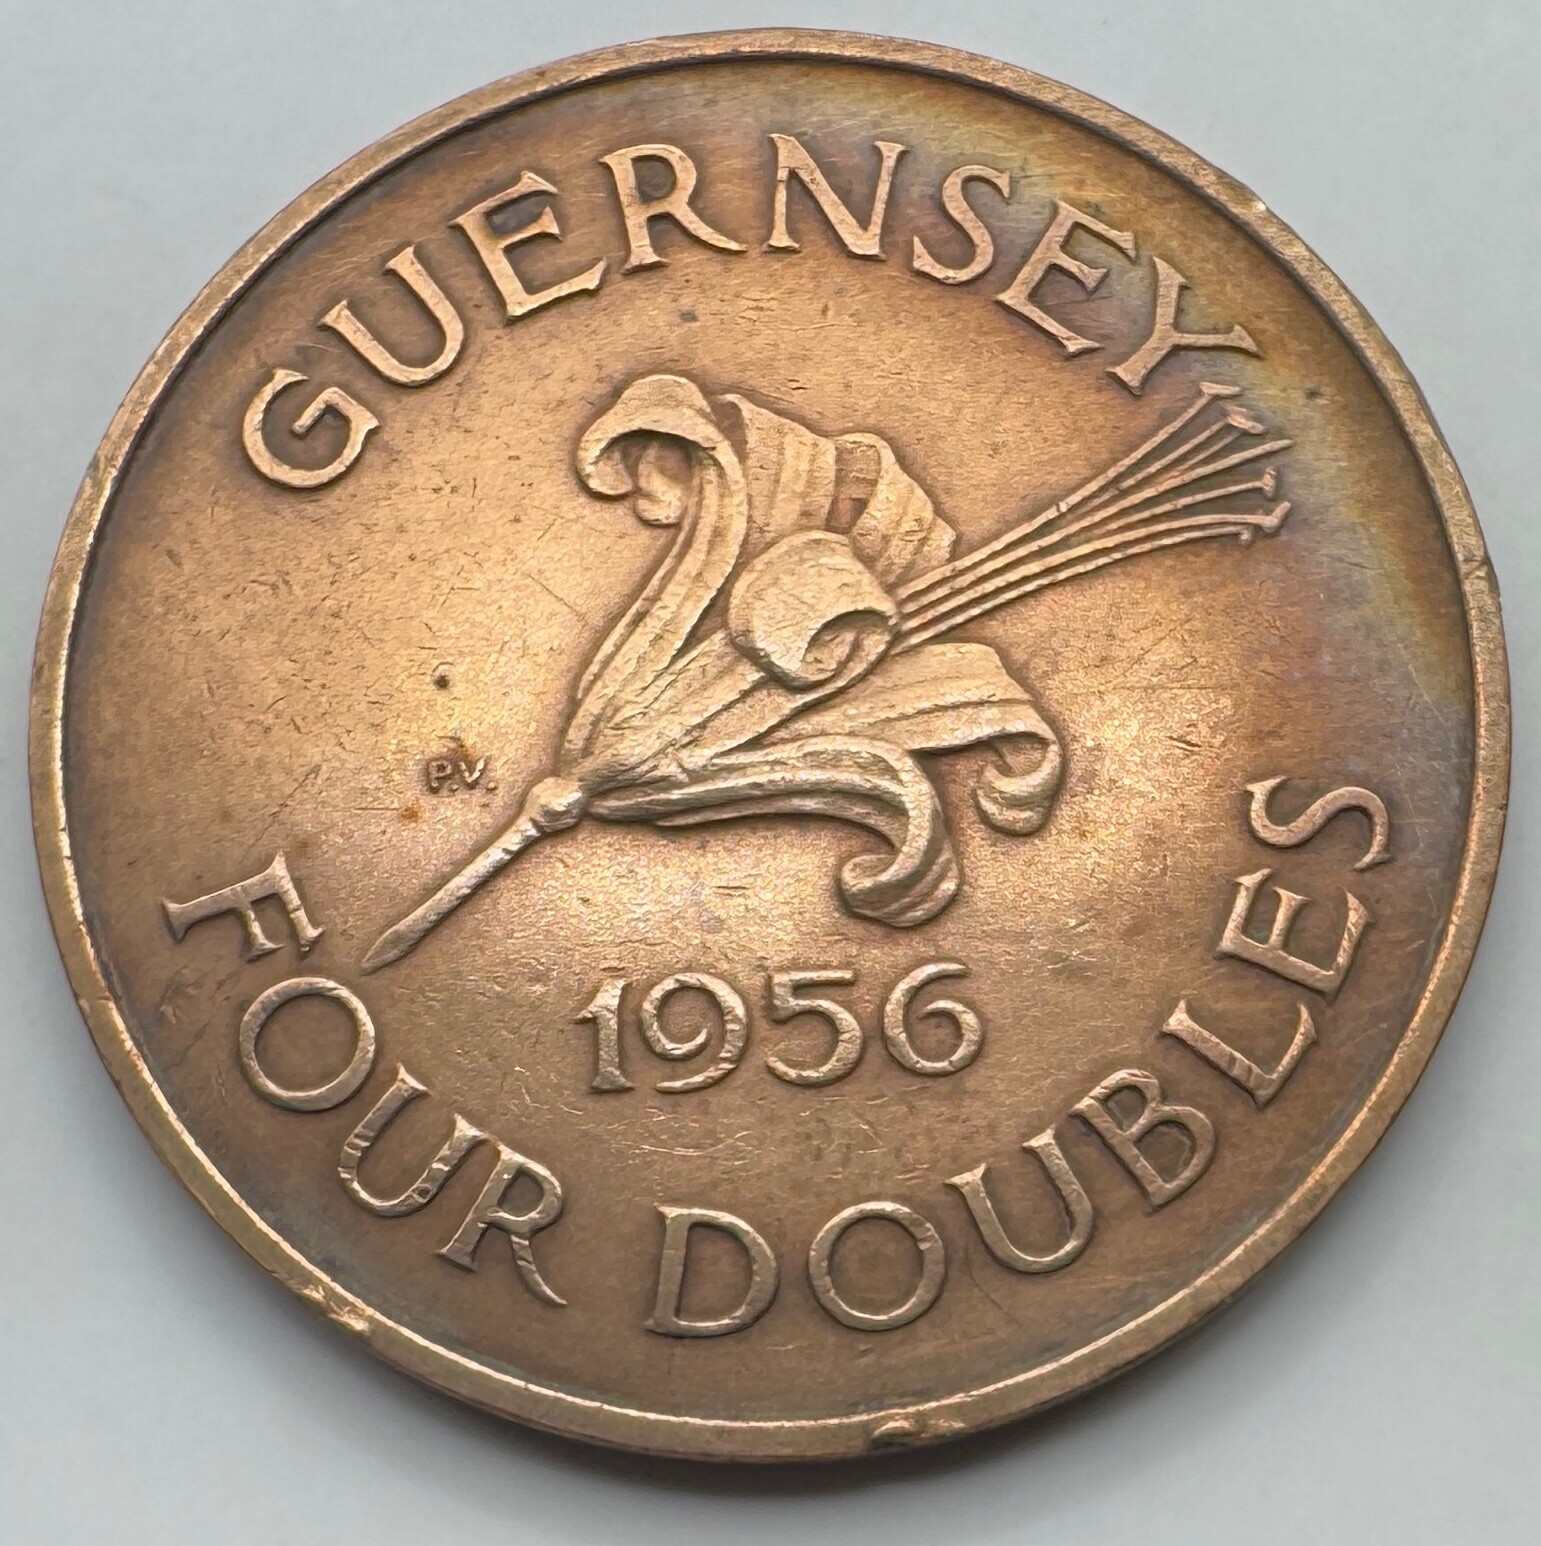 GUERNSEY
P.V.
1956
FOUR DOUBLES